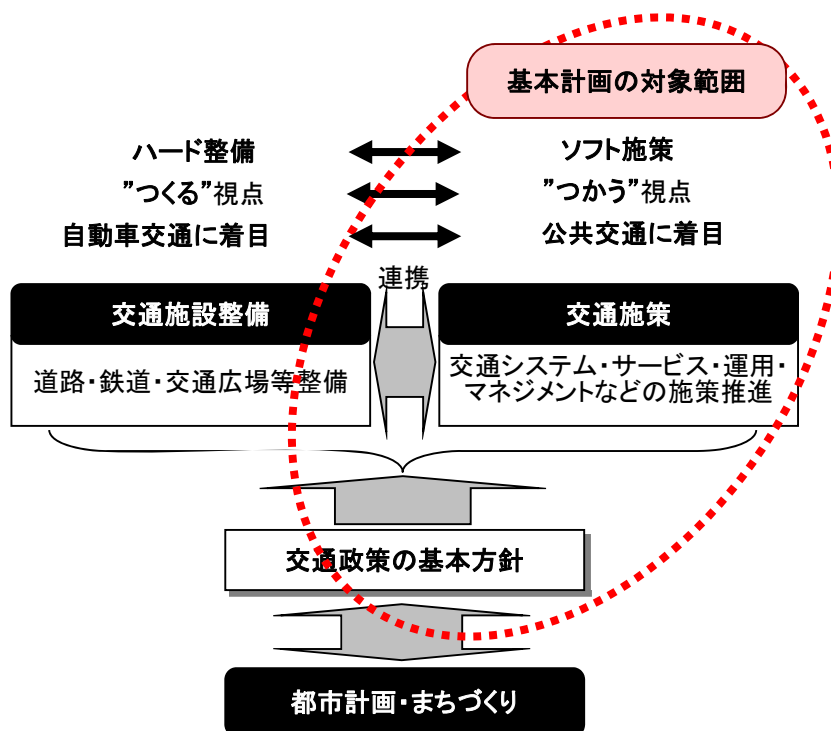 基本計画の対象範囲
ハード整備
ソフト施策
”つくる”視点
”つかう”視点
自動車交通に着目
公共交通に着目
連携
交通施設整備
交通施策
道路・鉄道・交通広場等整備
交通システム・サービス・運用・
マネジメントなどの施策推進
交通政策の基本方針
都市計画・まちづくり